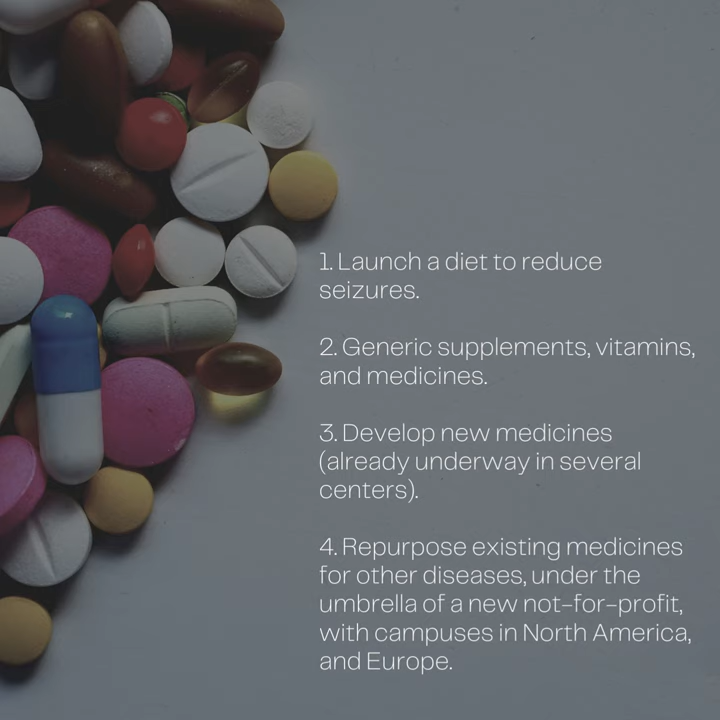 1. Launch a diet to reduce
seizures.
2. Generic supplements, vitamins,
and medicines.
3. Develop new medicines
(already underway in several
centers).
4. Repurpose existing medicines
for other diseases, under the
umbrella of a new not-for-profit,
with campuses in North America,
and Europe.